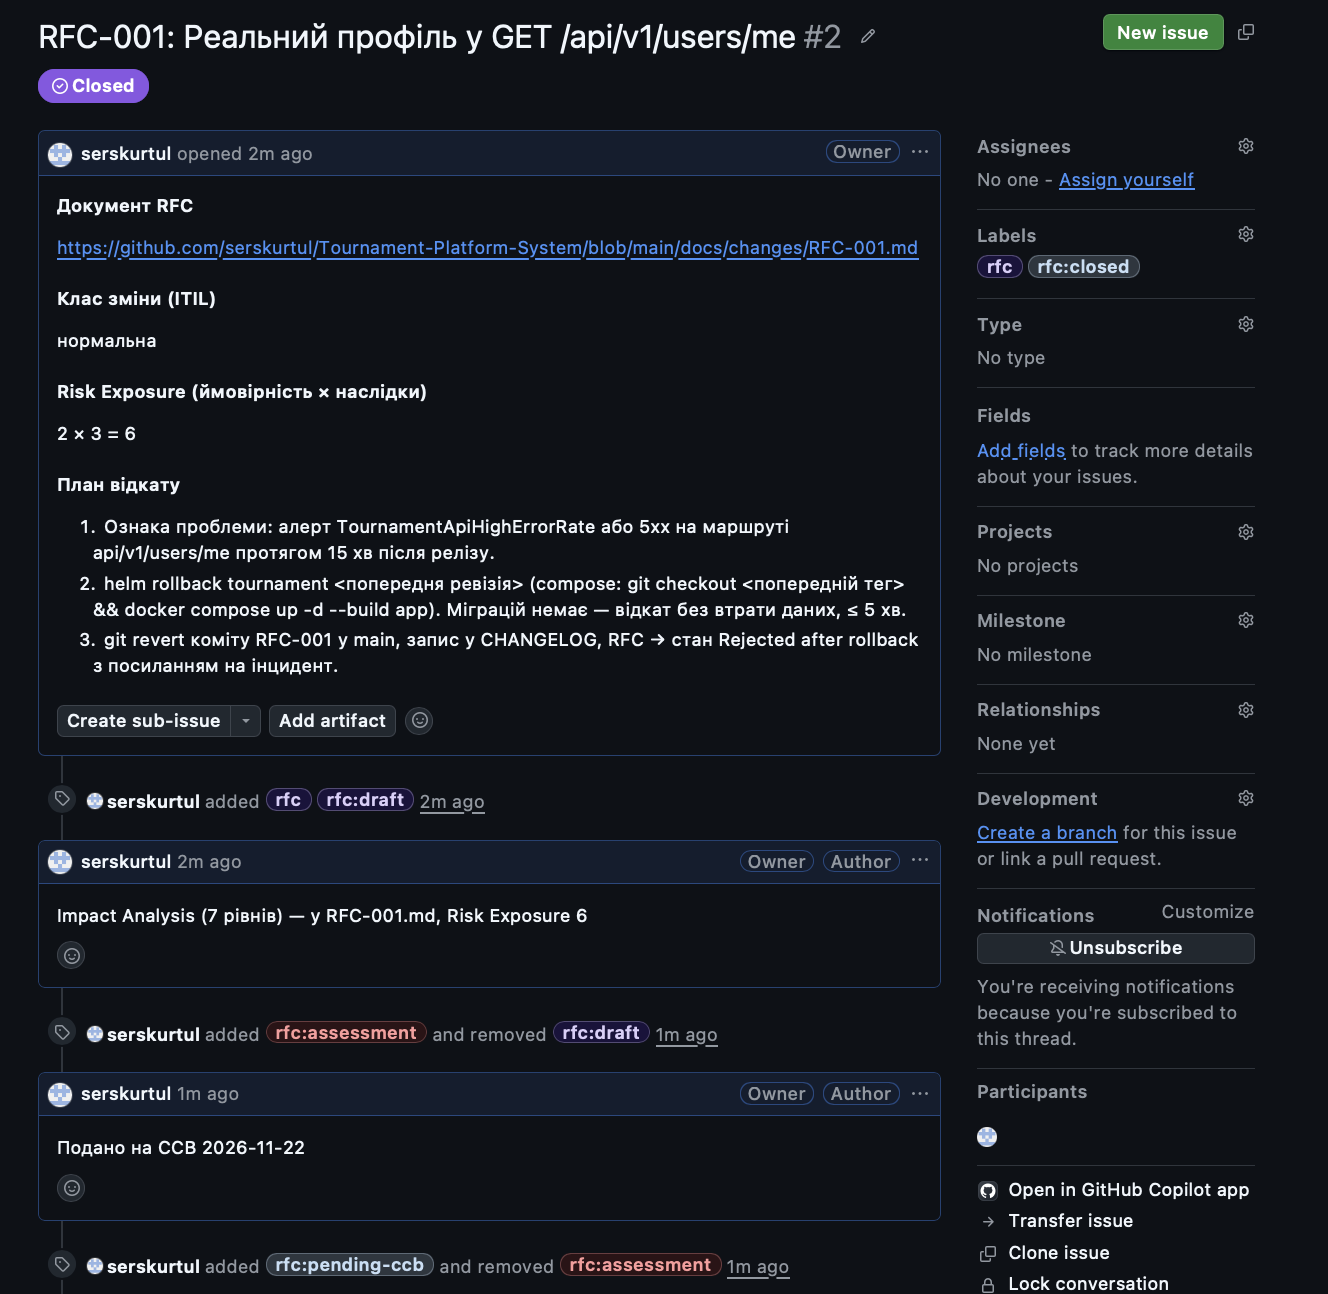 RFC-001: Реальний профіль у GET /api/v1/users/me #2
New issue
Closed
serskurtul opened 2m ago
Owner
Документ RFC
https://github.com/serskurtul/Tournament-Platform-System/blob/main/docs/changes/RFC-001.md
Клас зміни (ITIL)
нормальна
Risk Exposure (ймовірність × наслідки)
2 × 3 = 6
План відкату
1. Ознака проблеми: алерт TournamentApiHighErrorRate або 5xx на маршруті
api/v1/users/me протягом 15 хв після релізу.
2. helm rollback tournament <попередня ревізія> (compose: git checkout <попередній тег>
&& docker compose up -d --build app). Міграцій немає — відкат без втрати даних, ≤ 5 хв.
3. git revert коміту RFC-001 у main, запис у CHANGELOG, RFC → стан Rejected after rollback
з посиланням на інцидент.
Create sub-issue
Add artifact
serskurtul added rfc rfc:draft 2m ago
serskurtul 2m ago
Owner Author
Impact Analysis (7 рівнів) — у RFC-001.md, Risk Exposure 6
serskurtul added rfc:assessment and removed rfc:draft 1m ago
serskurtul 1m ago
Owner Author
Подано на CCB 2026-11-22
serskurtul added rfc:pending-ccb and removed rfc:assessment 1m ago
Assignees
No one - Assign yourself
Labels
rfc rfc:closed
Type
No type
Fields
Add fields to track more details
about your issues.
Projects
No projects
Milestone
No milestone
Relationships
None yet
Development
Create a branch for this issue
or link a pull request.
Notifications
Customize
Unsubscribe
You're receiving notifications
because you're subscribed to
this thread.
Participants
Open in GitHub Copilot app
Transfer issue
Clone issue
Lock conversation